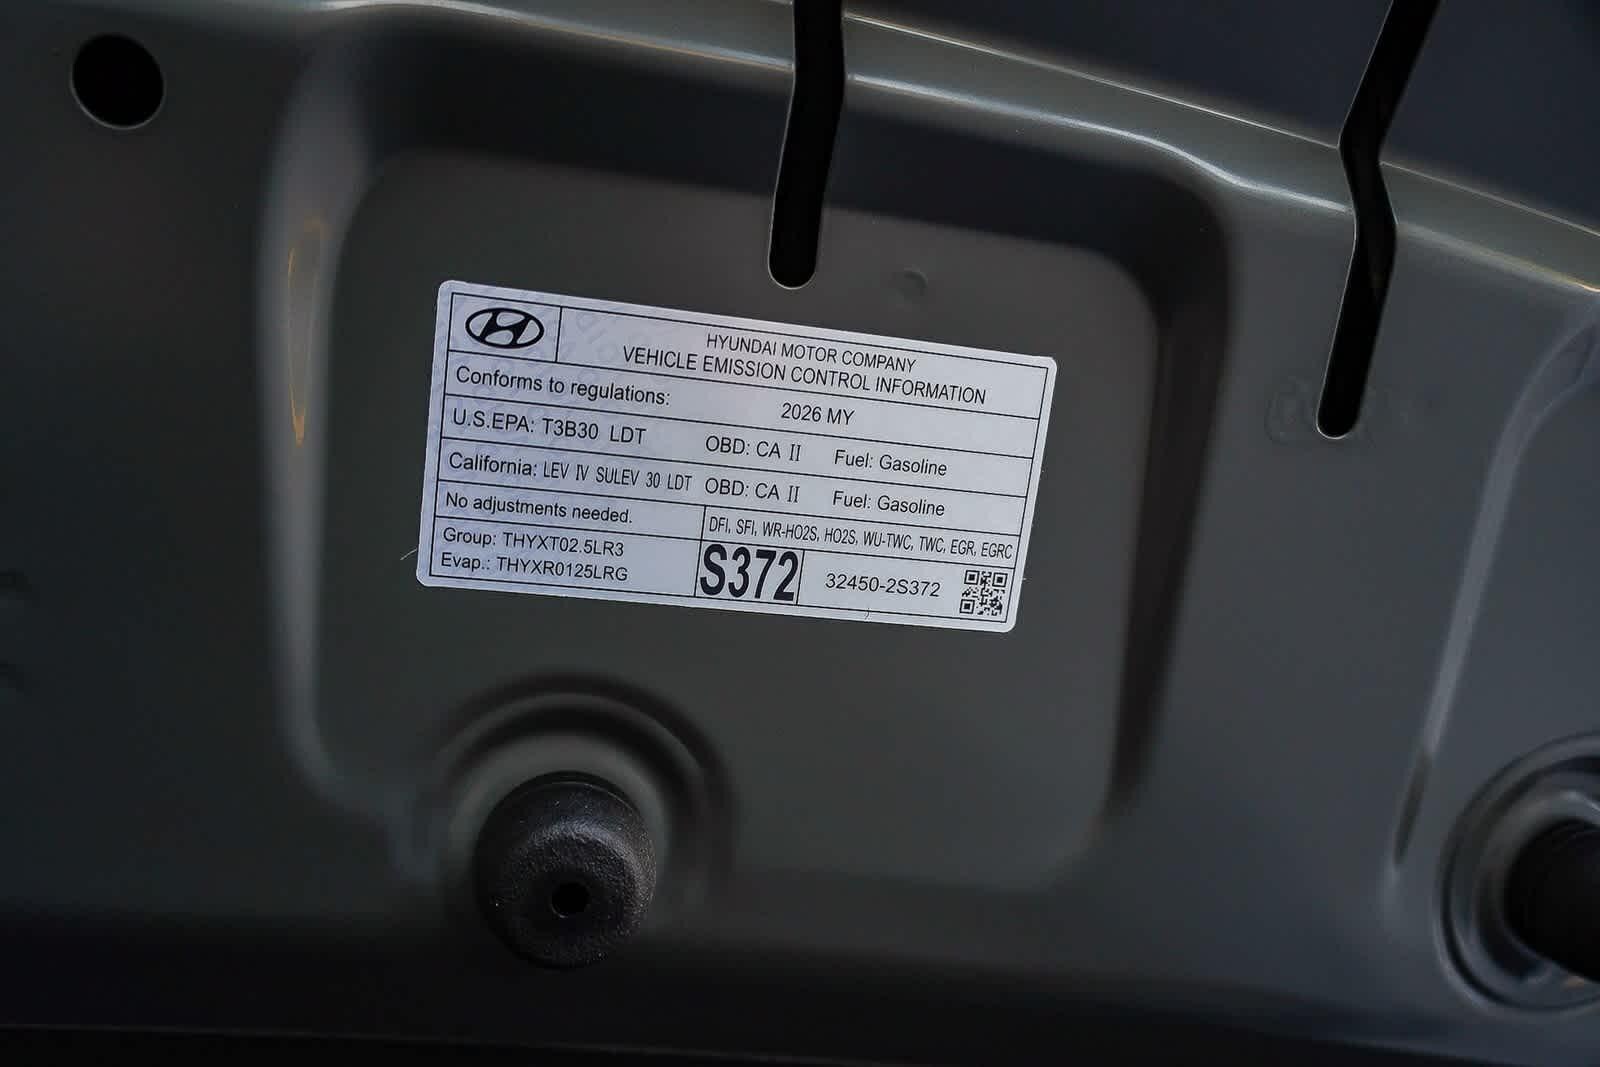 HYUNDAI MOTOR COMPANY
VEHICLE EMISSION CONTROL INFORMATION
Conforms to regulations: 2026 MY
U.S.EPA: T3B30 LDT OBD: CA II Fuel: Gasoline
California: LEV IV SULEV 30 LDT OBD: CA II Fuel: Gasoline
No adjustments needed. DFI, SFI, WR-HO2S, HO2S, WU-TWC, TWC, EGR, EGRC
Group: THYXT02.5LR3
Evap.: THYXR0125LRG
S372
32450-2S372